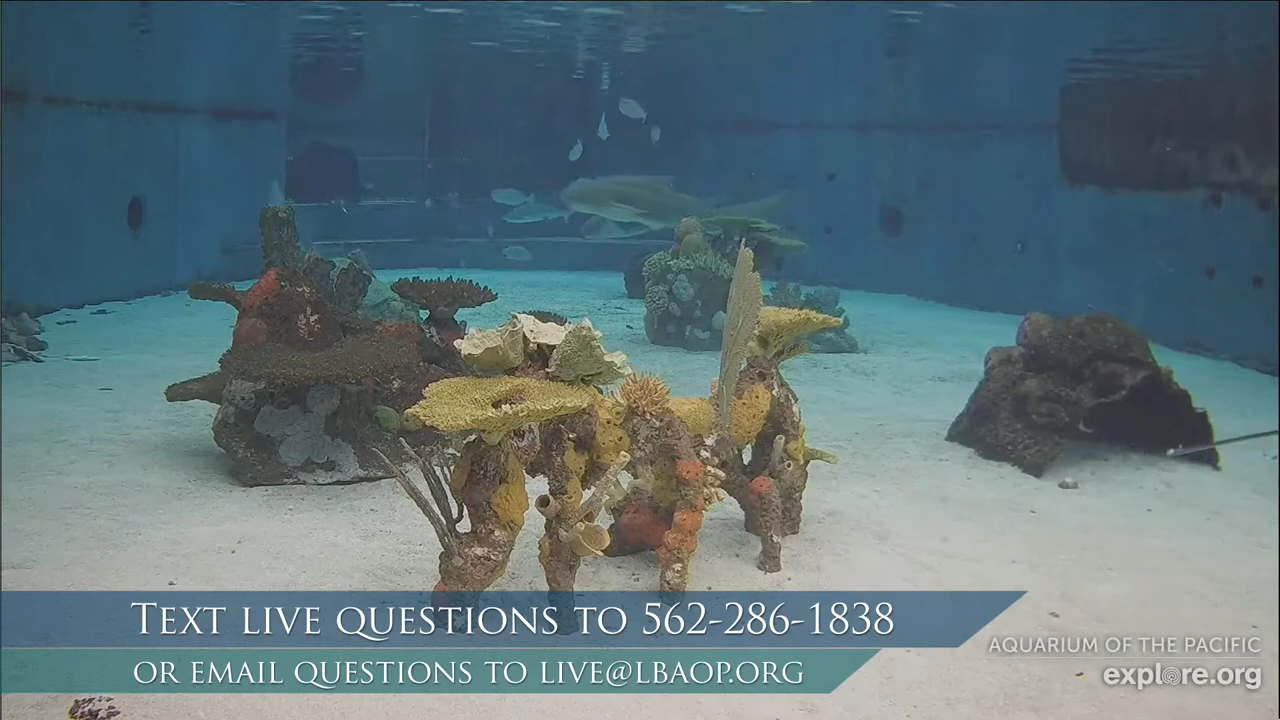 TEXT LIVE QUESTIONS TO 562-286-1838
OR EMAIL QUESTIONS TO LIVE@LBAOP.ORG
AQUARIUM OF THE PACIFIC
explore.org